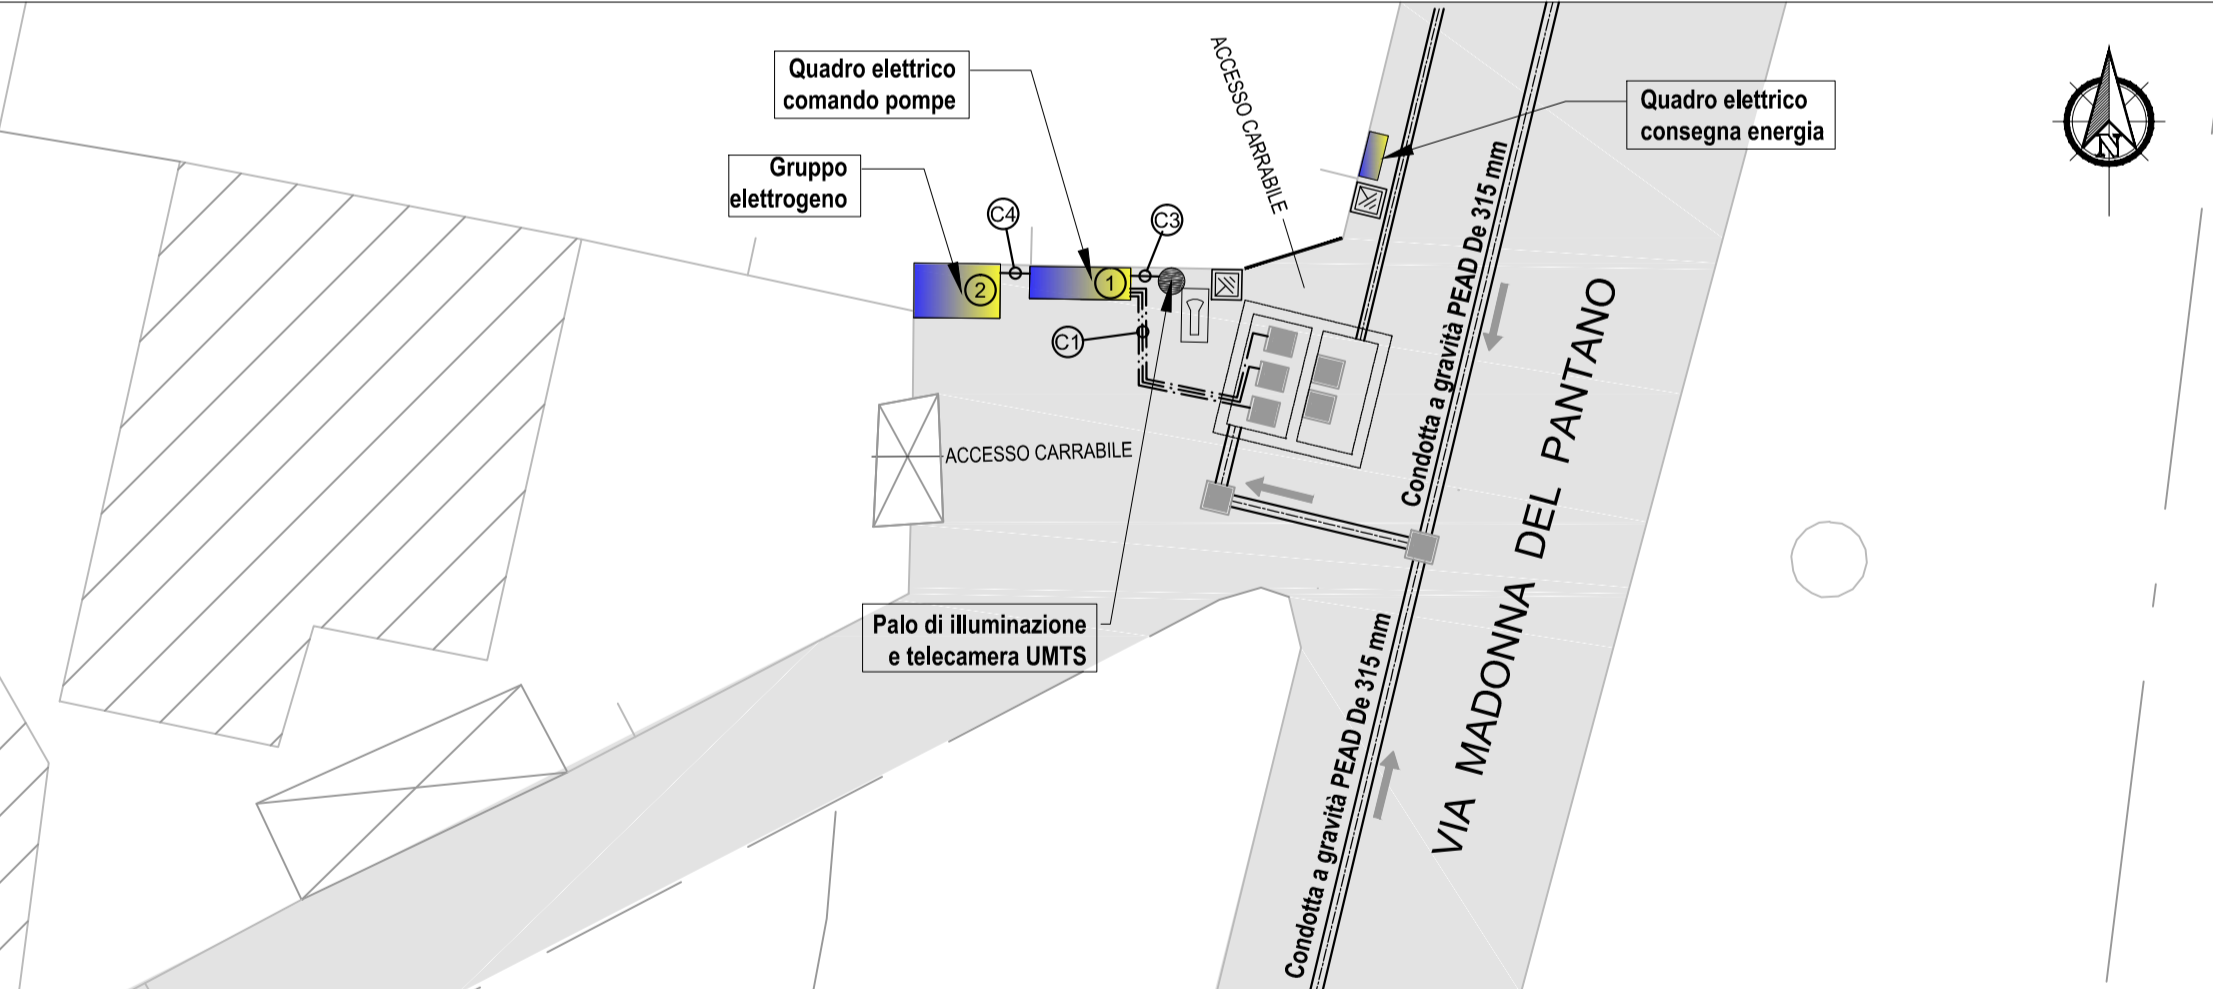 Quadro elettrico
comando pompe
ACCESSO CARRABILE
Quadro elettrico
consegna energia
N
Gruppo
elettrogeno
C4
C3
2
1
C1
Condotta a gravità PEAD De 315 mm
VIA MADONNA DEL PANTANO
ACCESSO CARRABILE
Palo di illuminazione
e telecamera UMTS
Condotta a gravità PEAD De 315 mm